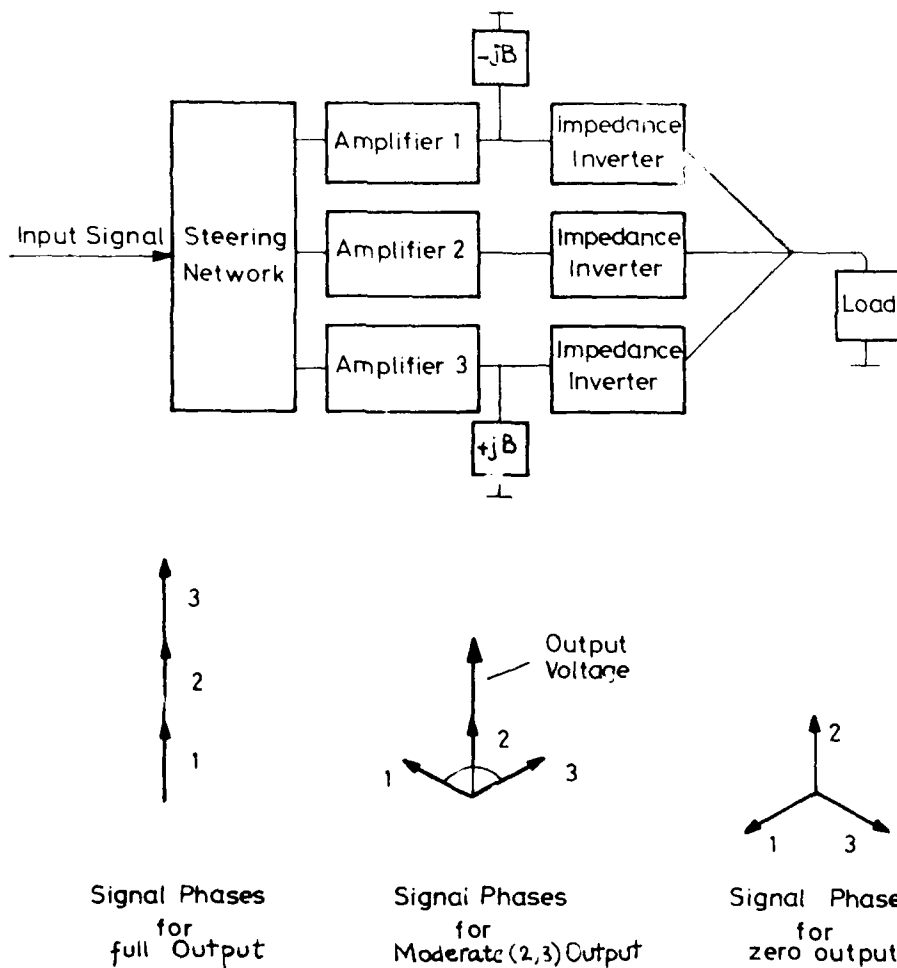 -jB
Amplifier 1
Impedance
Inverter
Input Signal
Steering
Network
Amplifier 2
Impedance
Inverter
Load
Amplifier 3
Impedance
Inverter
+jB
3
2
1
Output
Voltage
1
2
3
2
1
3
Signal Phases
for
full Output
Signal Phases
for
Moderate (2,3) Output
Signal Phase
for
zero output